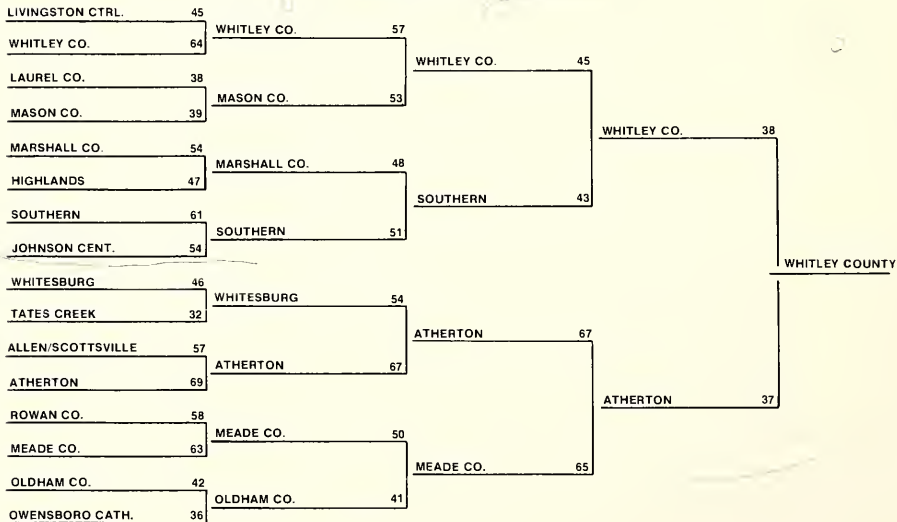 LIVINGSTON CTRL. 45
WHITLEY CO. 64
LAUREL CO. 38
MASON CO. 39
MARSHALL CO. 54
HIGHLANDS 47
SOUTHERN 61
JOHNSON CENT. 54
WHITESBURG 46
TATES CREEK 32
ALLEN/SCOTTSVILLE 57
ATHERTON 69
ROWAN CO. 58
MEADE CO. 63
OLDHAM CO. 42
OWENSBORO CATH. 36
WHITLEY CO. 57
MASON CO. 53
MARSHALL CO. 48
SOUTHERN 51
WHITESBURG 54
ATHERTON 67
MEADE CO. 50
OLDHAM CO. 41
WHITLEY CO. 45
SOUTHERN 43
ATHERTON 67
MEADE CO. 65
WHITLEY CO. 38
ATHERTON 37
WHITLEY COUNTY